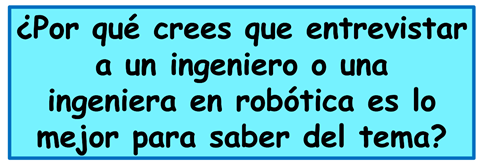 ¿Por qué crees que entrevistar
a un ingeniero o una
ingeniera en robótica es lo
mejor para saber del tema?